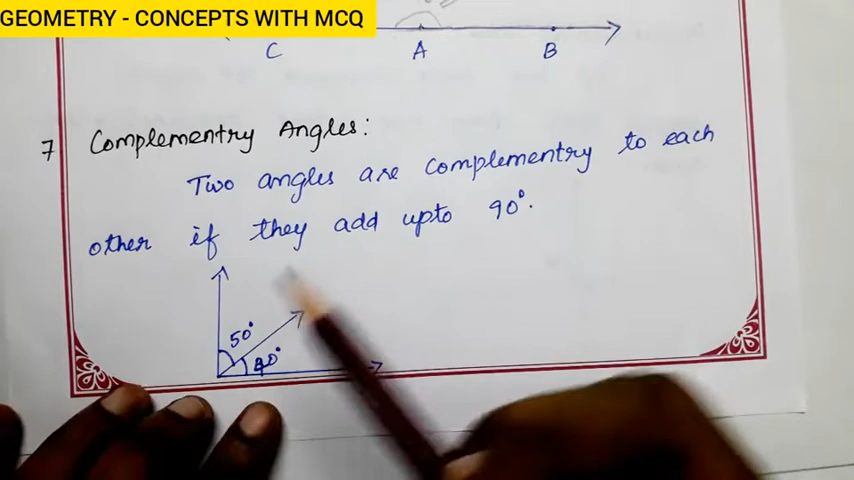 GEOMETRY - CONCEPTS WITH MCQ
C A B
7 Complementry Angles:
Two angles are complementry to each
other if they add upto 90°.
50°
40°